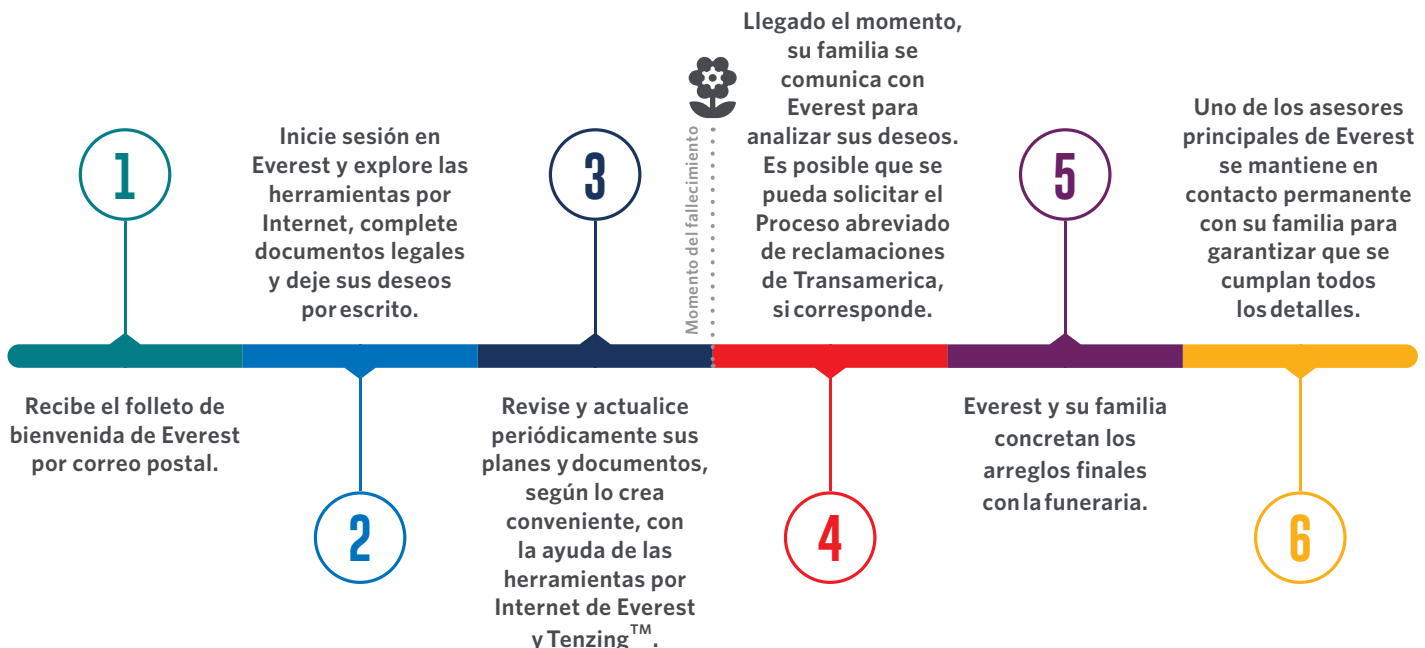 1
Recibe el folleto de
bienvenida de Everest
por correo postal.
Inicie sesión en
Everest y explore las
herramientas por
Internet, complete
documentos legales
y deje sus deseos
por escrito.
2
3
Revise y actualice
periódicamente sus
planes y documentos,
según lo crea
conveniente, con
la ayuda de las
herramientas por
Internet de Everest
y Tenzing™.
Momento del fallecimiento
Llegado el momento,
su familia se
comunica con
Everest para
analizar sus deseos.
Es posible que se
pueda solicitar el
Proceso abreviado
de reclamaciones
de Transamerica,
si corresponde.
4
5
Everest y su familia
concretan los
arreglos finales
con la funeraria.
Uno de los asesores
principales de Everest
se mantiene en
contacto permanente
con su familia para
garantizar que se
cumplan todos
los detalles.
6